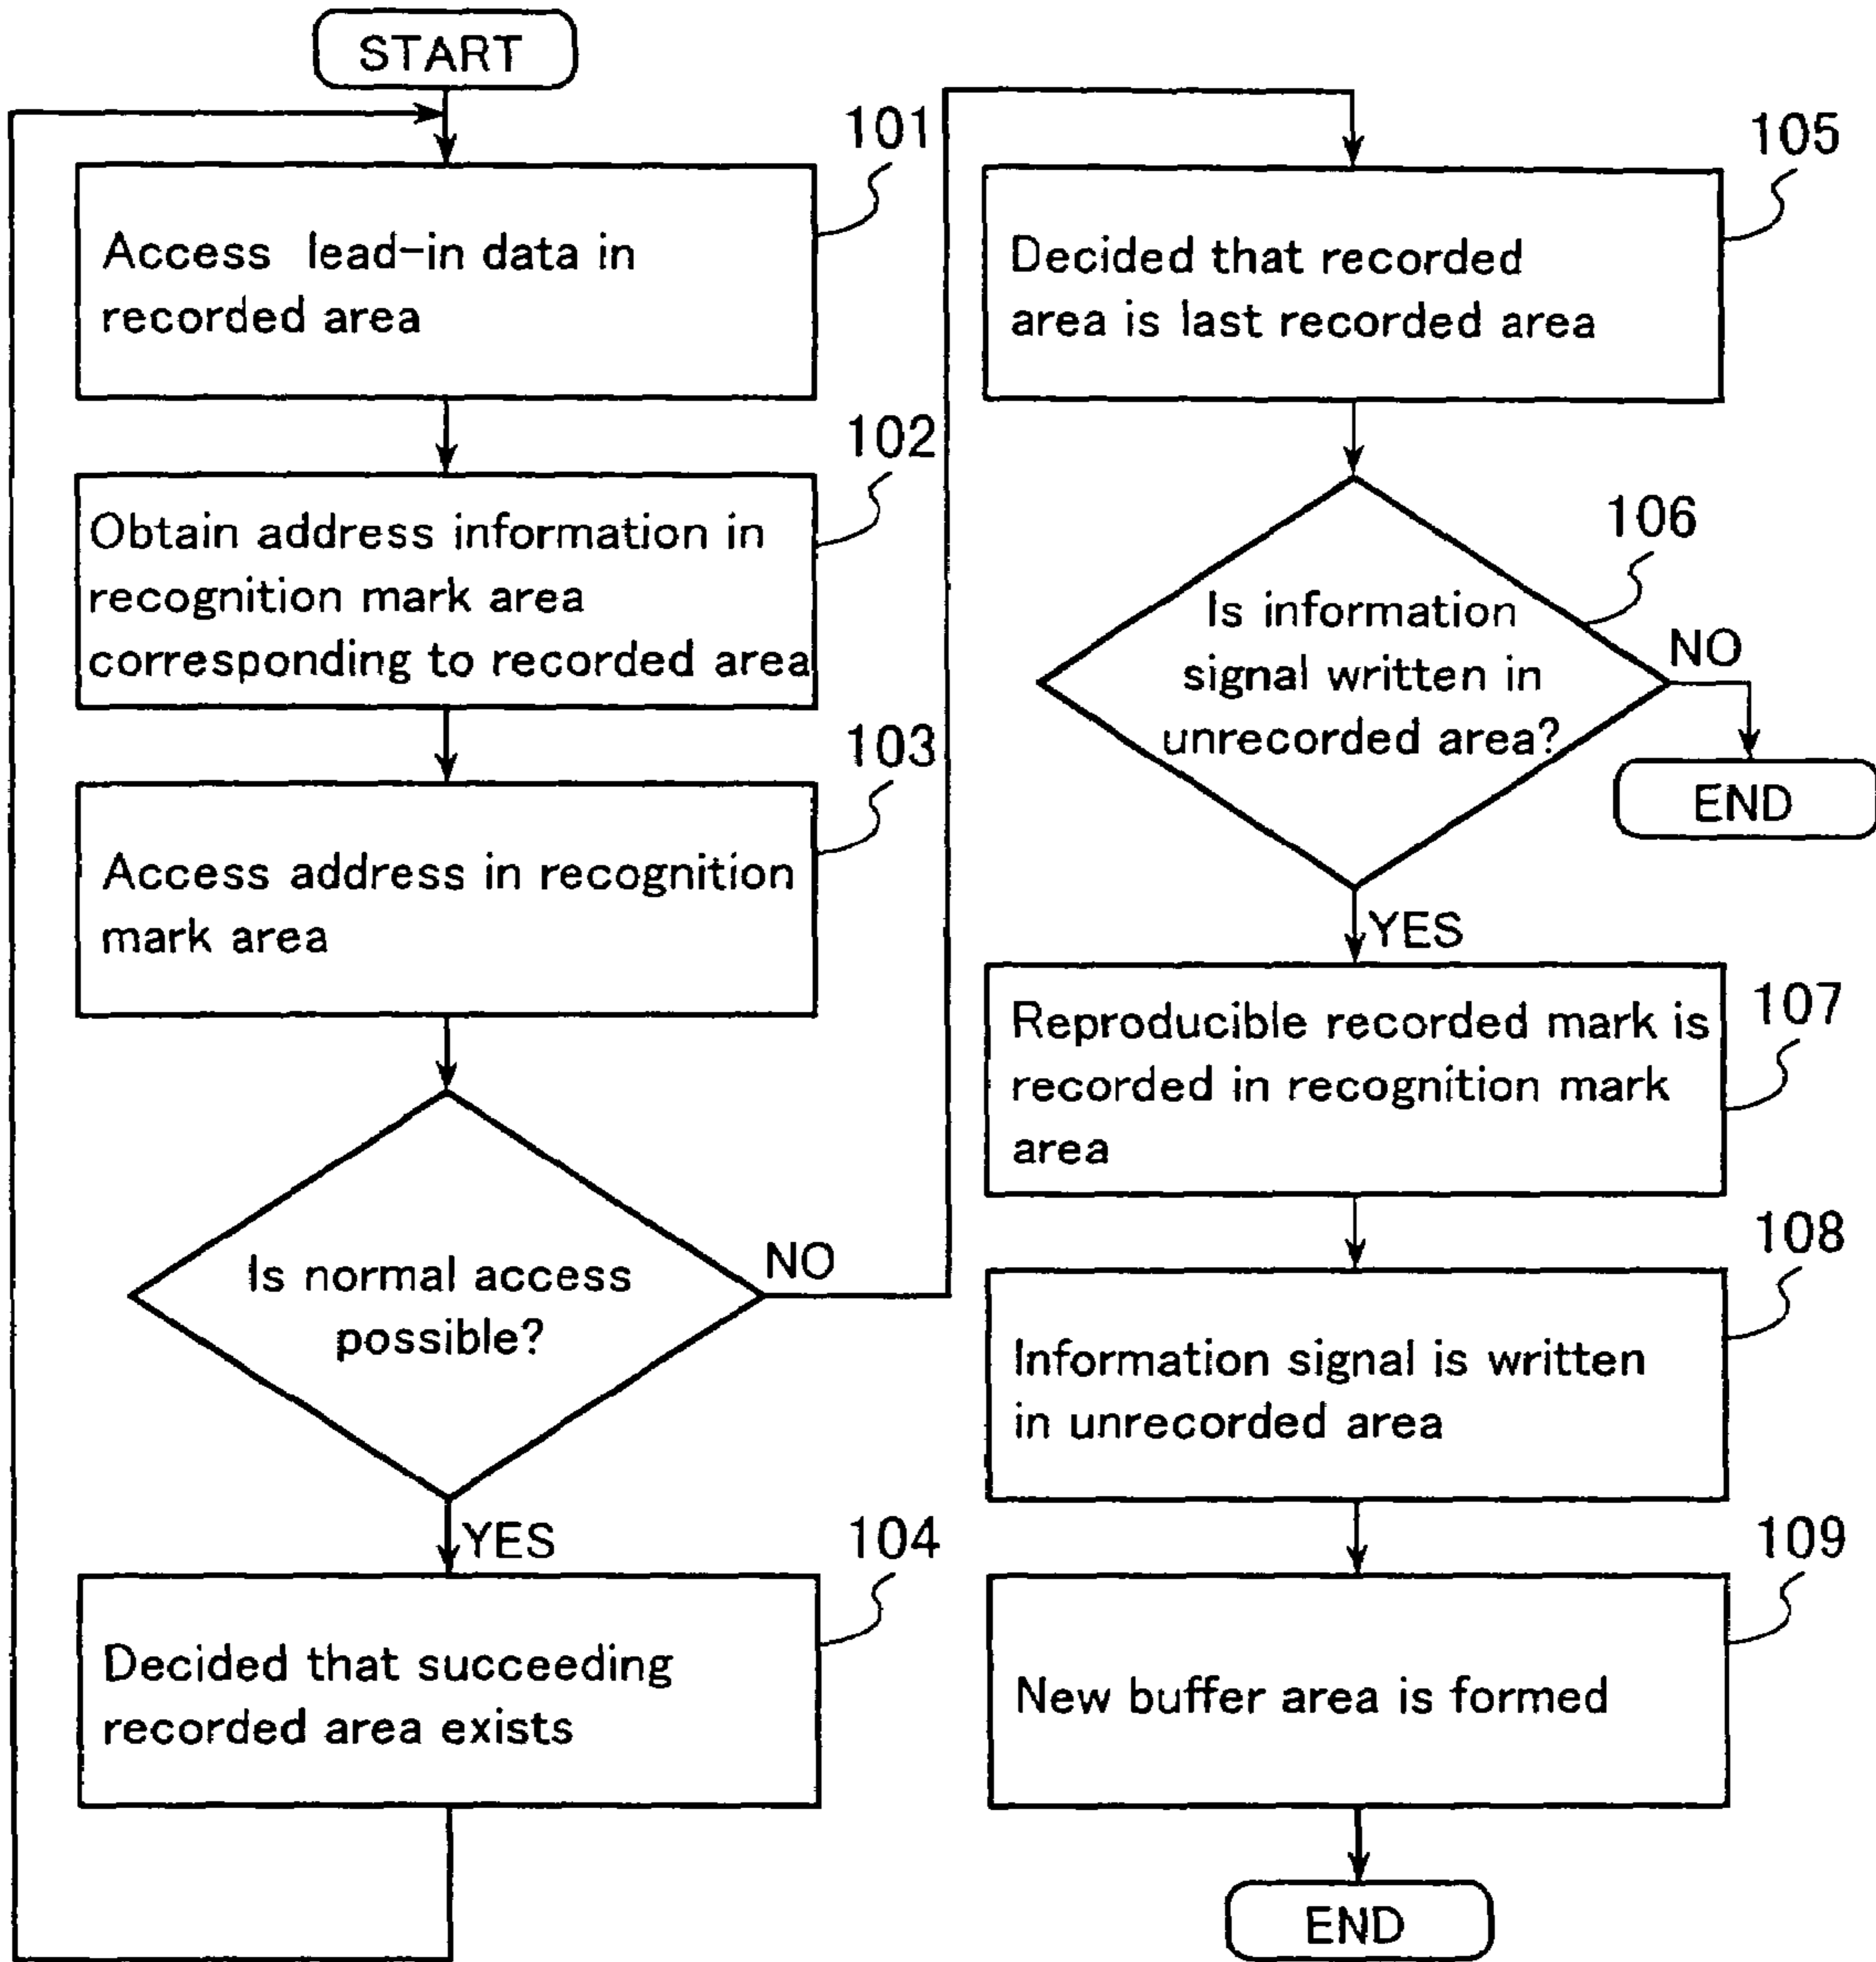 START
101
Access lead-in data in
recorded area
102
Obtain address information in
recognition mark area
corresponding to recorded area
103
Access address in recognition
mark area
Is normal access
possible?
NO
YES
104
Decided that succeeding
recorded area exists
105
Decided that recorded
area is last recorded area
106
Is information
signal written in
unrecorded area?
NO
END
YES
107
Reproducible recorded mark is
recorded in recognition mark
area
108
Information signal is written
in unrecorded area
109
New buffer area is formed
END